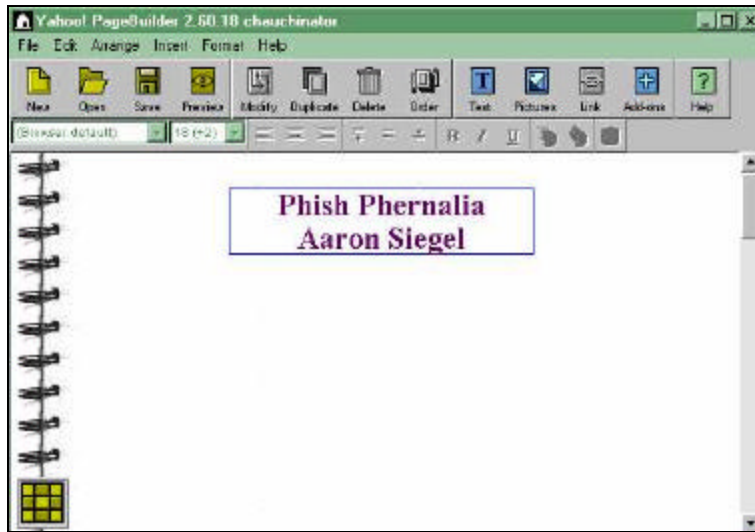 Yahoo! PageBuilder 2.60.18 chauchinator
File Edit Arrange Insert Format Help
New Open Save Preview Modify Duplicate Delete Order Text Pictures Link Add-ons Help
(Browser default) 18 (+2) B I U
Phish Phernalia
Aaron Siegel